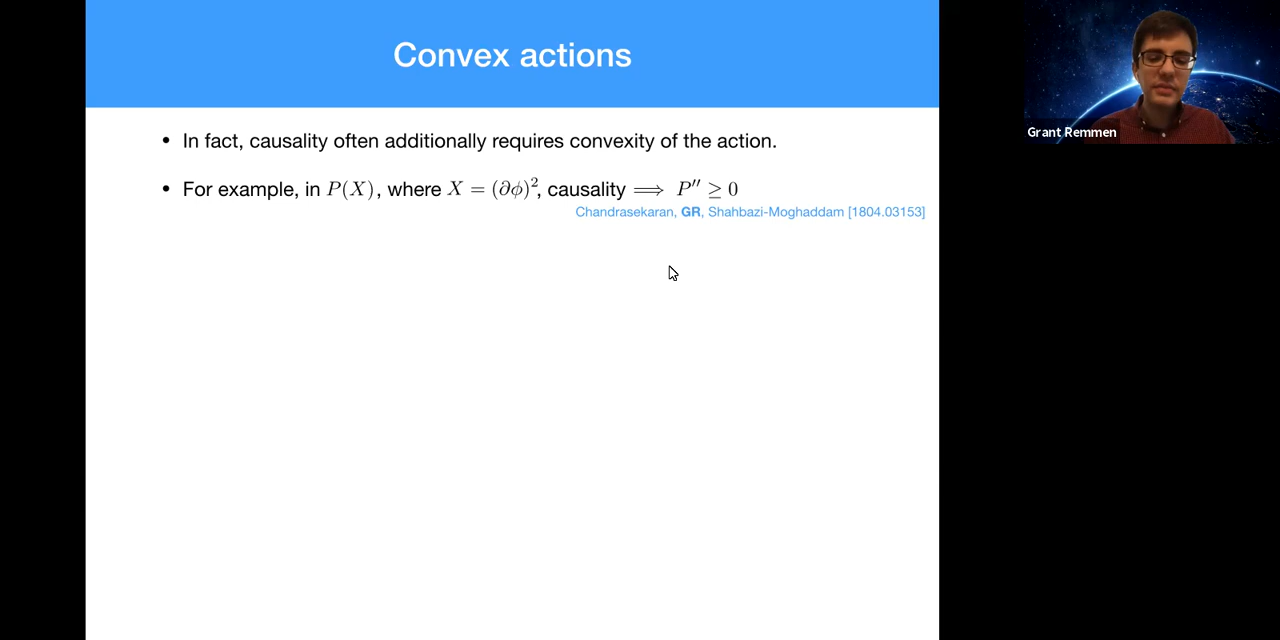 Convex actions
• In fact, causality often additionally requires convexity of the action.
• For example, in P(X), where X = (∂ϕ)², causality ⟹ P′′ ≥ 0
Chandrasekaran, GR, Shahbazi-Moghaddam [1804.03153]
Grant Remmen